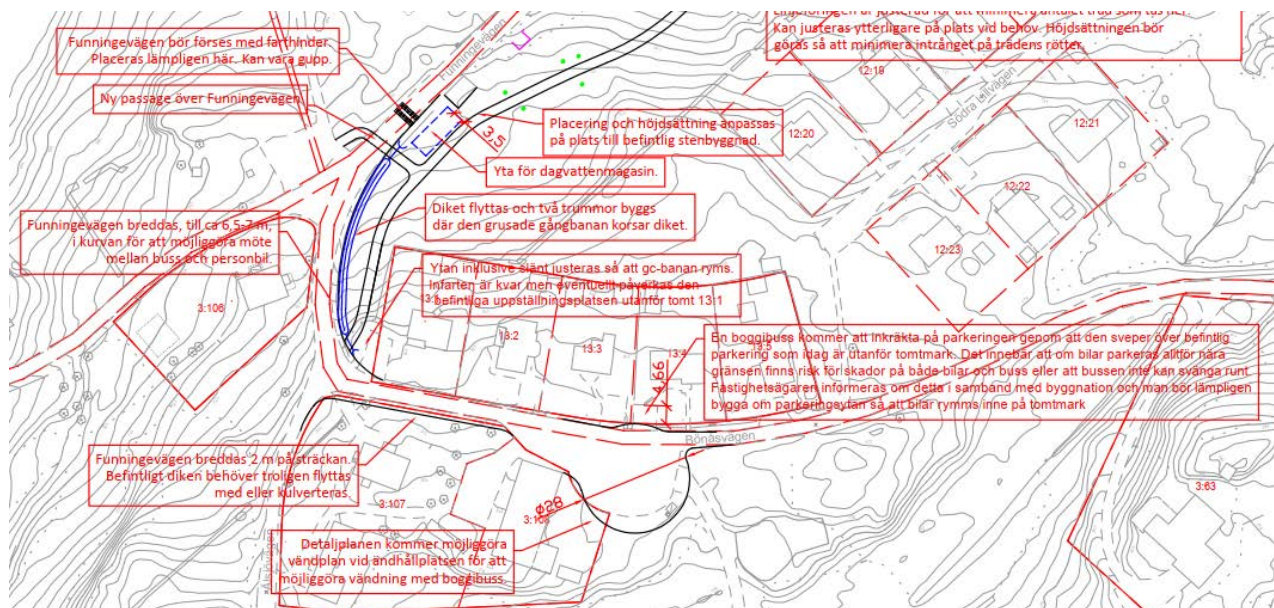 Kan justeras ytterligare på plats vid behov. Höjdsättningen bör
göras så att minimera intrånget på trädens rötter.
Funningevägen bör förses med farthinder.
Placeras lämpligen här. Kan vara gupp.
Funningevägen
12:19
Ny passage över Funningevägen.
Södra Lidvägen
12:20
12:21
Placering och höjdsättning anpassas
på plats till befintlig stenbyggnad.
3,5
Yta för dagvattenmagasin.
12:22
Diket flyttas och två trummor byggs
där den grusade gångbanan korsar diket.
Funningevägen breddas, till ca 6,5-7 m,
i kurvan för att möjliggöra möte
mellan buss och personbil.
12:23
Ytan inklusive slänt justeras så att gc-banan ryms.
Infarten är kvar men eventuellt påverkas den
befintliga uppställningsplatsen utanför tomt 13:1
3:106
13:2
13:3
13:4
13:5
En boggibuss kommer att inkräkta på parkeringen genom att den sveper över befintlig
parkering som idag är utanför tomtmark. Det innebär att om bilar parkeras alltför nära
gränsen finns risk för skador på både bilar och buss eller att bussen inte kan svänga runt.
Fastighetsägaren informeras om detta i samband med byggnation och man bör lämpligen
bygga om parkeringsytan så att bilar rymms inne på tomtmark
4,66
Bönäsvägen
Funningevägen breddas 2 m på sträckan.
Befintligt diken behöver troligen flyttas
med eller kulverteras.
3:63
3:107
ø28
3:108
Detaljplanen kommer möjliggöra
vändplan vid ändhållplatsen för att
möjliggöra vändning med boggibuss.